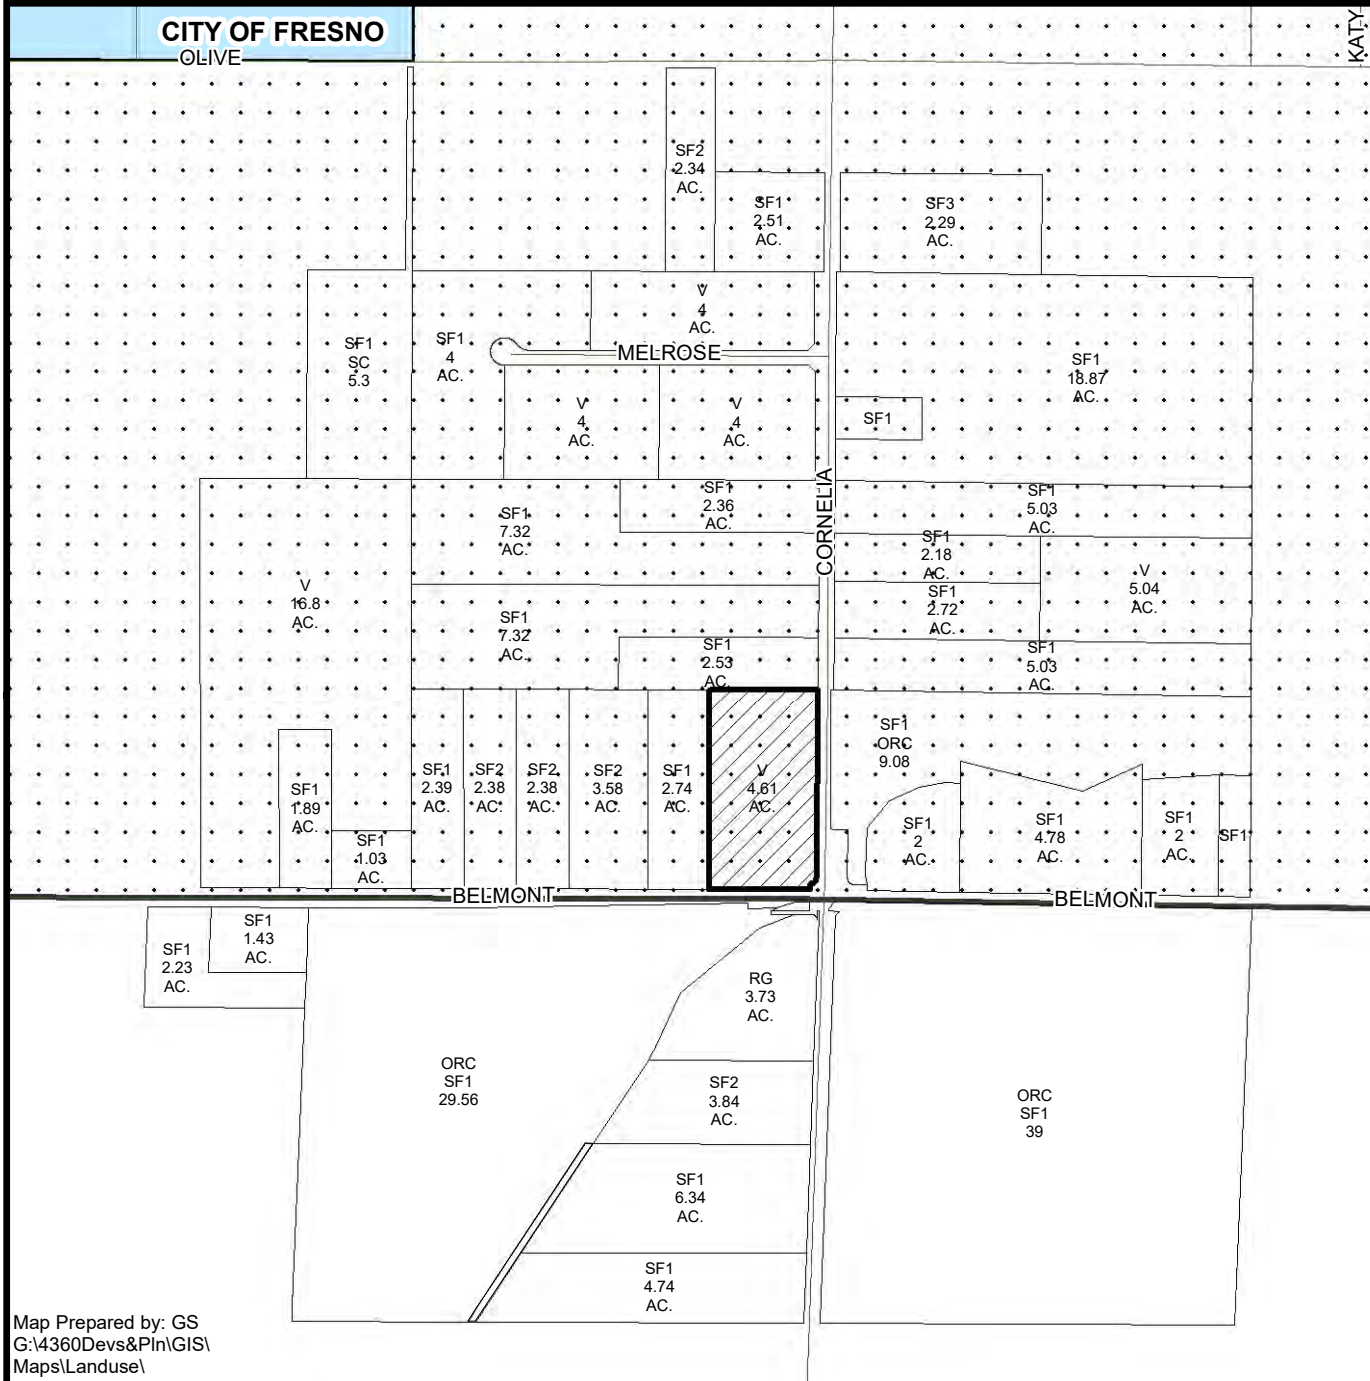 CITY OF FRESNO
OLIVE
KATY
SF2
2.34
AC.
SF1
2.51
AC.
SF3
2.29
AC.
V
4
AC.
SF1
SC
5.3
SF1
4
AC.
MELROSE
SF1
18.87
AC.
V
4
AC.
V
4
AC.
SF1
CORNELIA
SF1
7.32
AC.
SF1
2.36
AC.
SF1
5.03
AC.
SF1
2.18
AC.
V
16.8
AC.
SF1
2.72
AC.
V
5.04
AC.
SF1
7.32
AC.
SF1
2.53
AC.
SF1
5.03
AC.
SF1
ORC
9.08
SF1
1.89
AC.
SF1
1.03
AC.
SF1
2.39
AC.
SF2
2.38
AC.
SF2
2.38
AC.
SF2
3.58
AC.
SF1
2.74
AC.
V
4.61
AC.
SF1
2
AC.
SF1
4.78
AC.
SF1
2
AC.
SF1
BELMONT
BELMONT
SF1
2.23
AC.
SF1
1.43
AC.
RG
3.73
AC.
ORC
SF1
29.56
SF2
3.84
AC.
ORC
SF1
39
SF1
6.34
AC.
SF1
4.74
AC.
Map Prepared by: GS
G:\4360Devs&Pln\GIS\
Maps\Landuse\